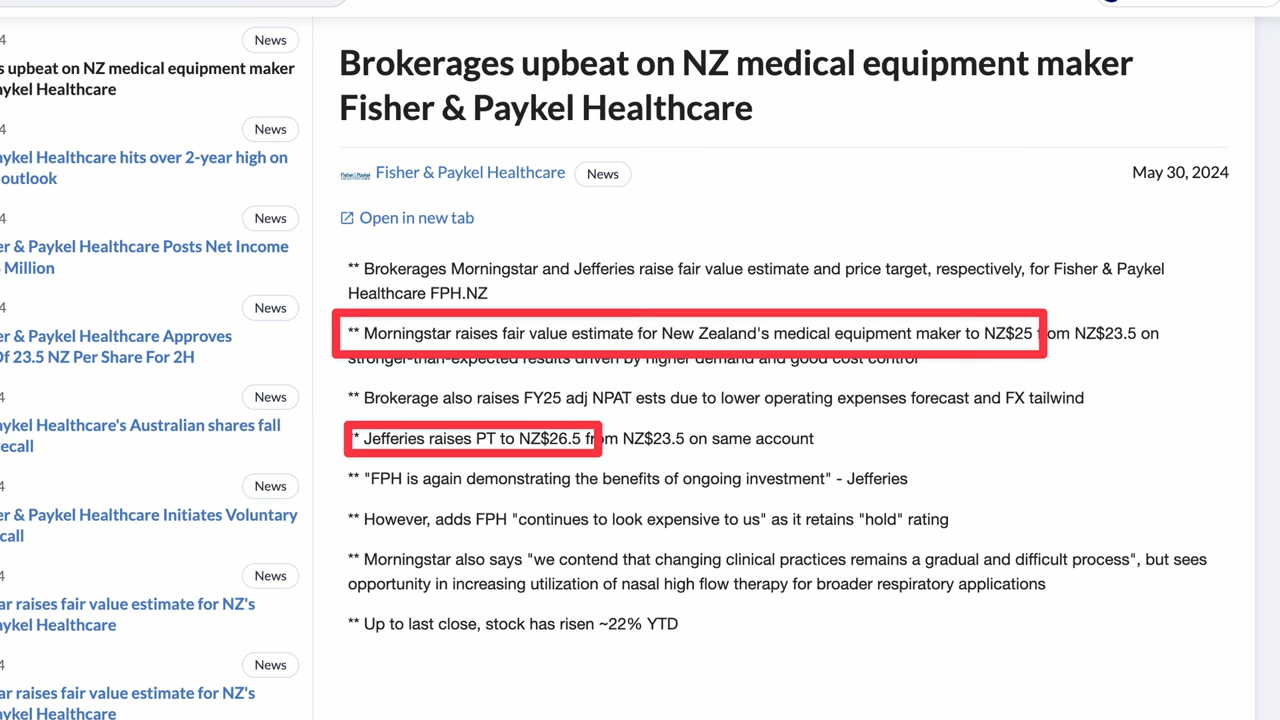 4
News
s upbeat on NZ medical equipment maker
aykel Healthcare
4
News
aykel Healthcare hits over 2-year high on
outlook
4
News
er & Paykel Healthcare Posts Net Income
Million
4
News
er & Paykel Healthcare Approves
Of 23.5 NZ Per Share For 2H
4
News
aykel Healthcare's Australian shares fall
ecall
4
News
er & Paykel Healthcare Initiates Voluntary
call
4
News
ar raises fair value estimate for NZ's
aykel Healthcare
4
News
ar raises fair value estimate for NZ's
aykel Healthcare
Brokerages upbeat on NZ medical equipment maker
Fisher & Paykel Healthcare
Fisher & Paykel HEALTHCARE
Fisher & Paykel Healthcare
News
May 30, 2024
Open in new tab
** Brokerages Morningstar and Jefferies raise fair value estimate and price target, respectively, for Fisher & Paykel
Healthcare FPH.NZ
** Morningstar raises fair value estimate for New Zealand's medical equipment maker to NZ$25 from NZ$23.5 on
stronger-than-expected results driven by higher demand and good cost control
** Brokerage also raises FY25 adj NPAT ests due to lower operating expenses forecast and FX tailwind
** Jefferies raises PT to NZ$26.5 from NZ$23.5 on same account
** "FPH is again demonstrating the benefits of ongoing investment" - Jefferies
** However, adds FPH "continues to look expensive to us" as it retains "hold" rating
** Morningstar also says "we contend that changing clinical practices remains a gradual and difficult process", but sees
opportunity in increasing utilization of nasal high flow therapy for broader respiratory applications
** Up to last close, stock has risen ~22% YTD